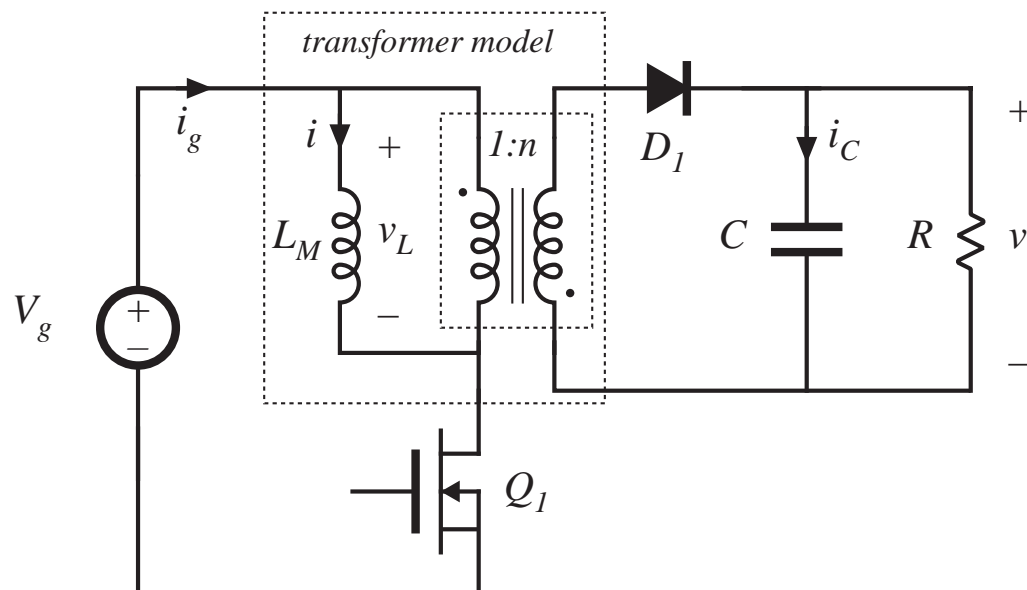 transformer model
i_g
i
+
1:n
D_1
i_C
+
L_M
v_L
C
R
v
V_g
+
−
−
−
Q_1